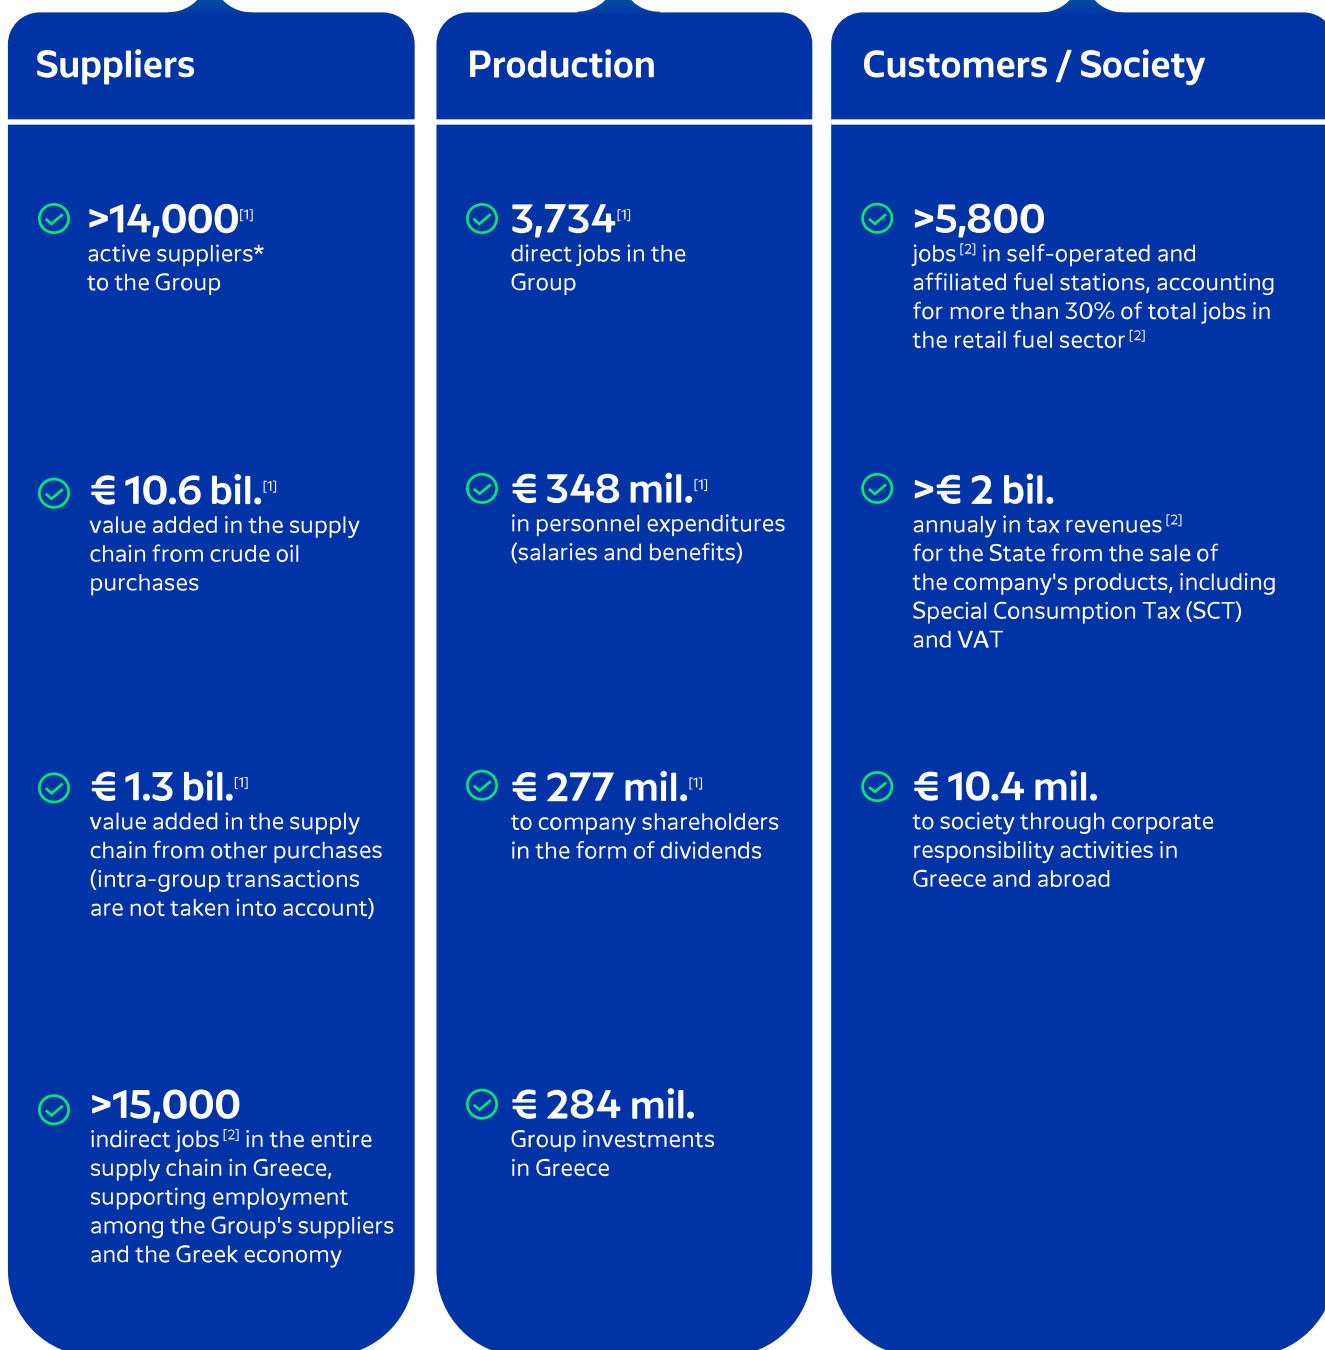 Suppliers
>14,000[1]
active suppliers*
to the Group
€ 10.6 bil.[1]
value added in the supply
chain from crude oil
purchases
€ 1.3 bil.[1]
value added in the supply
chain from other purchases
(intra-group transactions
are not taken into account)
>15,000
indirect jobs[2] in the entire
supply chain in Greece,
supporting employment
among the Group's suppliers
and the Greek economy
Production
3,734[1]
direct jobs in the
Group
€ 348 mil.[1]
in personnel expenditures
(salaries and benefits)
€ 277 mil.[1]
to company shareholders
in the form of dividends
€ 284 mil.
Group investments
in Greece
Customers / Society
>5,800
jobs[2] in self-operated and
affiliated fuel stations, accounting
for more than 30% of total jobs in
the retail fuel sector[2]
>€ 2 bil.
annualy in tax revenues[2]
for the State from the sale of
the company's products, including
Special Consumption Tax (SCT)
and VAT
€ 10.4 mil.
to society through corporate
responsibility activities in
Greece and abroad